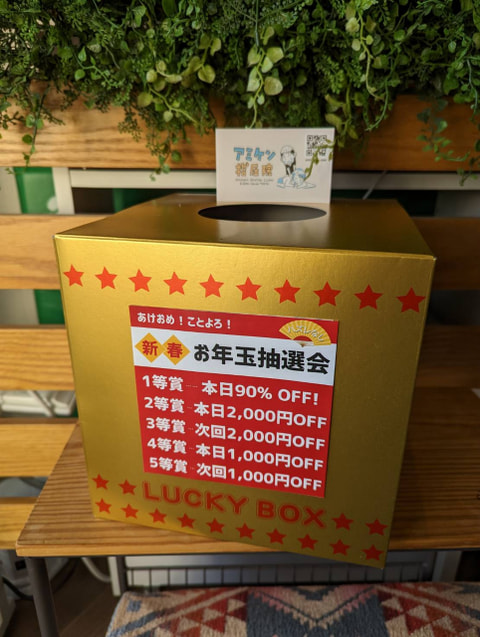 アミケン
あけおめ!ことよろ!
新春 お年玉抽選会
1等賞 … 本日90% OFF!
2等賞 … 本日2,000円OFF
3等賞 … 次回2,000円OFF
4等賞 … 本日1,000円OFF
5等賞 … 次回1,000円OFF
LUCKY BOX